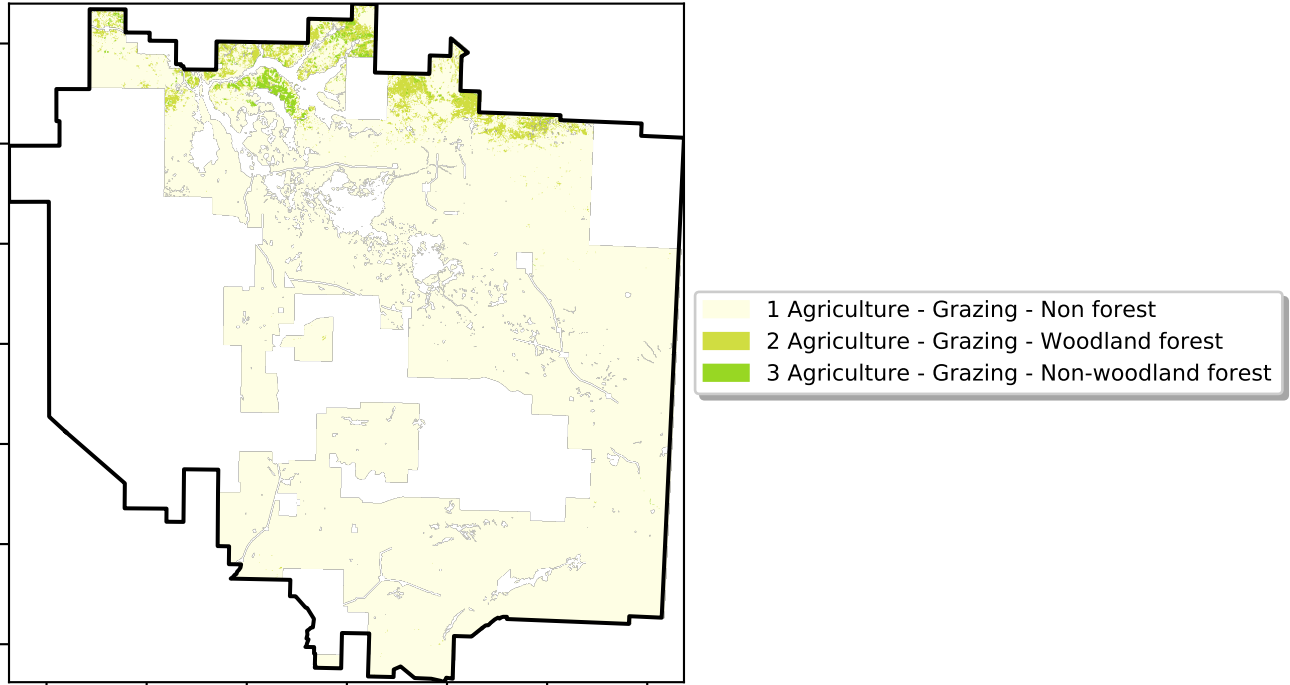 1 Agriculture - Grazing - Non forest
2 Agriculture - Grazing - Woodland forest
3 Agriculture - Grazing - Non-woodland forest